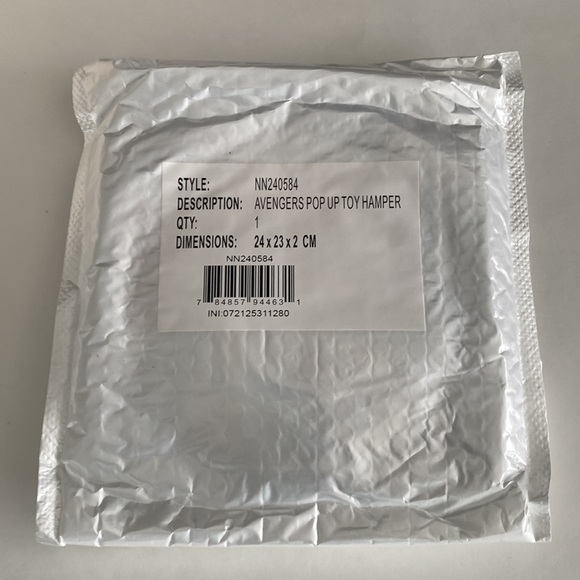 STYLE: NN240584
DESCRIPTION: AVENGERS POP UP TOY HAMPER
QTY: 1
DIMENSIONS: 24 x 23 x 2 CM
NN240584
7 84857 94463 1
INI:072125311280